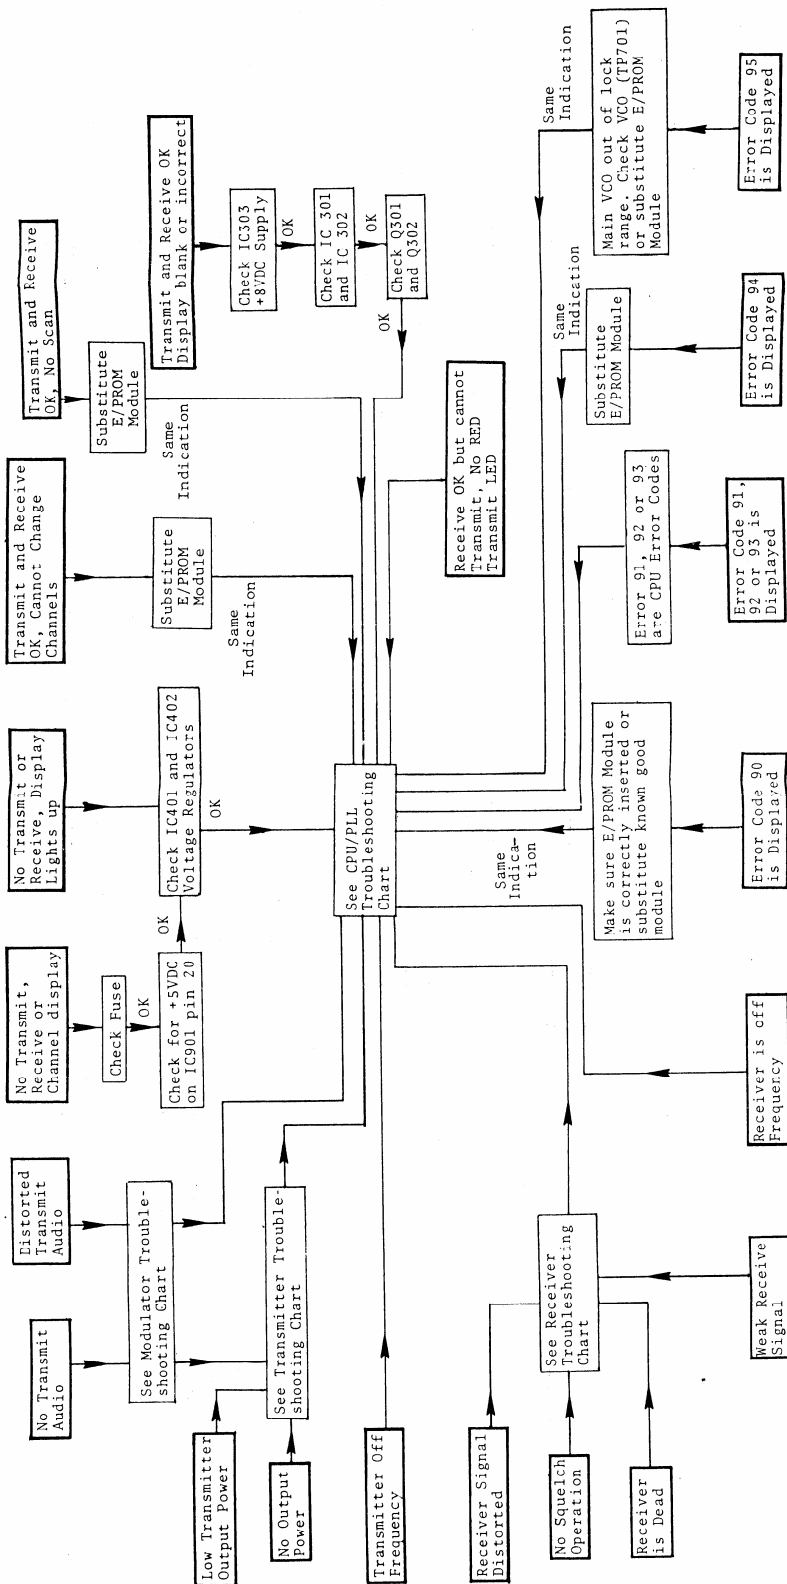 No Transmit
Audio
Distorted
Transmit
Audio
No Transmit,
Receive or
Channel display
No Transmit or
Receive, Display
Lights up
Transmit and Receive
OK, Cannot Change
Channels
Transmit and Receive
OK, No Scan
See Modulator Trouble-
shooting Chart
Check Fuse
OK
Check for +5VDC
on IC901 pin 20
OK
Check IC401 and IC402
Voltage Regulators
OK
Substitute
E/PROM
Module
Same
Indication
Substitute
E/PROM
Module
Same
Indication
Transmit and Receive OK
Display blank or incorrect
Check IC303
+8VDC Supply
OK
Check IC 301
and IC 302
OK
Check Q301
and Q302
OK
Low Transmitter
Output Power
No Output
Power
See Transmitter Trouble-
shooting Chart
Transmitter Off
Frequency
See CPU/PLL
Troubleshooting
Chart
Receive OK but cannot
Transmit, No RED
Transmit LED
Receiver Signal
Distorted
No Squelch
Operation
Receiver
is Dead
See Receiver
Troubleshooting
Chart
Weak Receive
Signal
Receiver is off
Frequency
Same
Indica-
tion
Make sure E/PROM Module
is correctly inserted or
substitute known good
module
Error Code 90
is Displayed
Error 91, 92 or 93
are CPU Error Codes
Error Code 91,
92 or 93 is
Displayed
Same
Indication
Substitute
E/PROM Module
Error Code 94
is Displayed
Same
Indication
Main VCO out of lock
range. Check VCO (TP701)
or substitute E/PROM
Module
Error Code 95
is Displayed